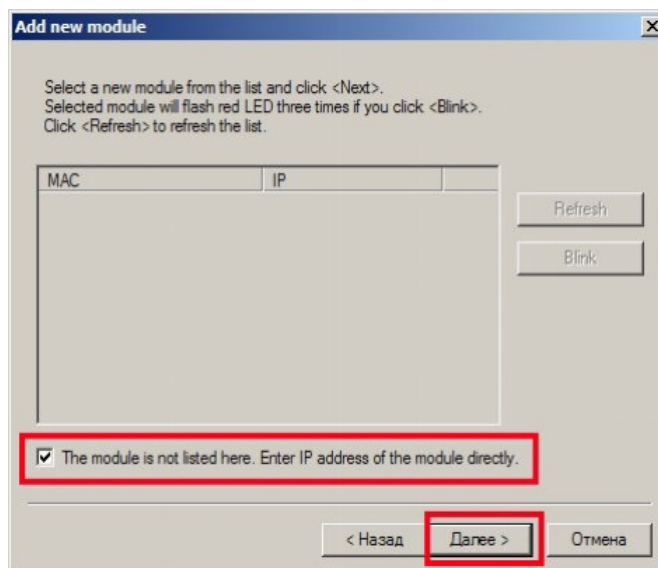 Add new module
Select a new module from the list and click <Next>.
Selected module will flash red LED three times if you click <Blink>.
Click <Refresh> to refresh the list.
MAC IP
Refresh
Blink
The module is not listed here. Enter IP address of the module directly.
< Назад Далее > Отмена